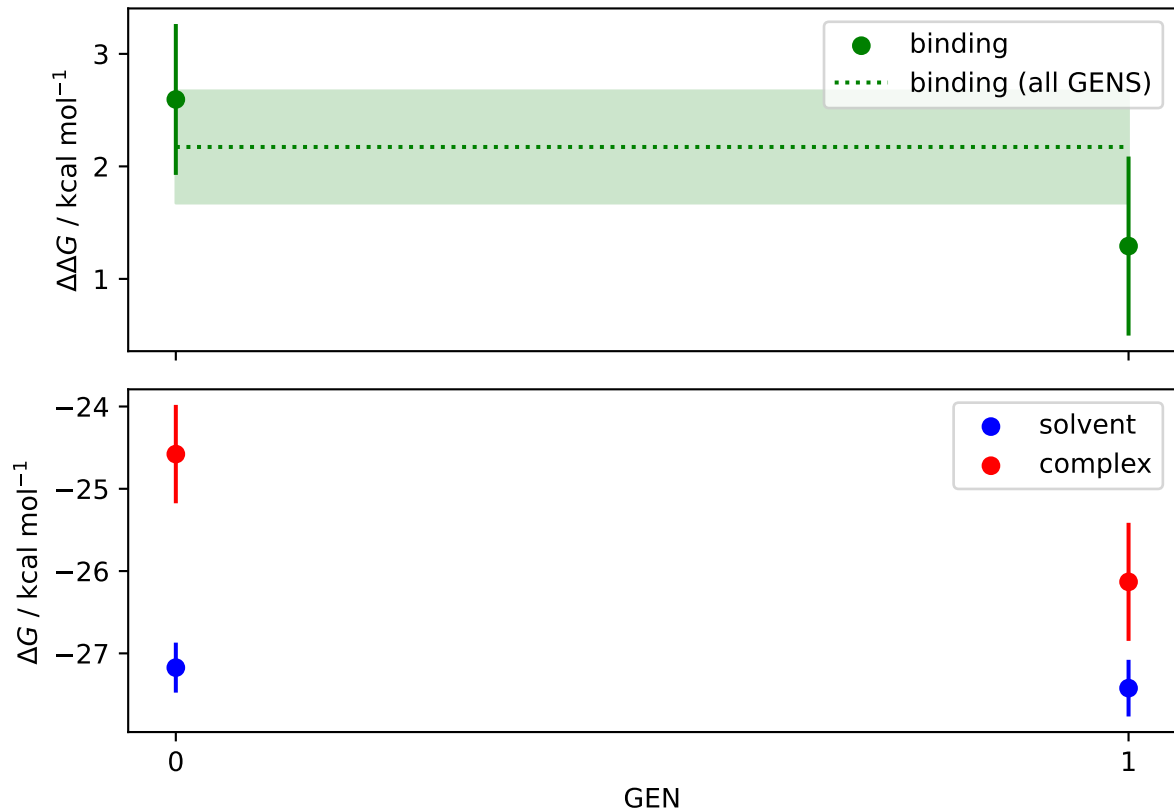 3
2
1
ΔΔG / kcal mol⁻¹
binding
binding (all GENS)
−24
−25
−26
−27
ΔG / kcal mol⁻¹
solvent
complex
0
1
GEN